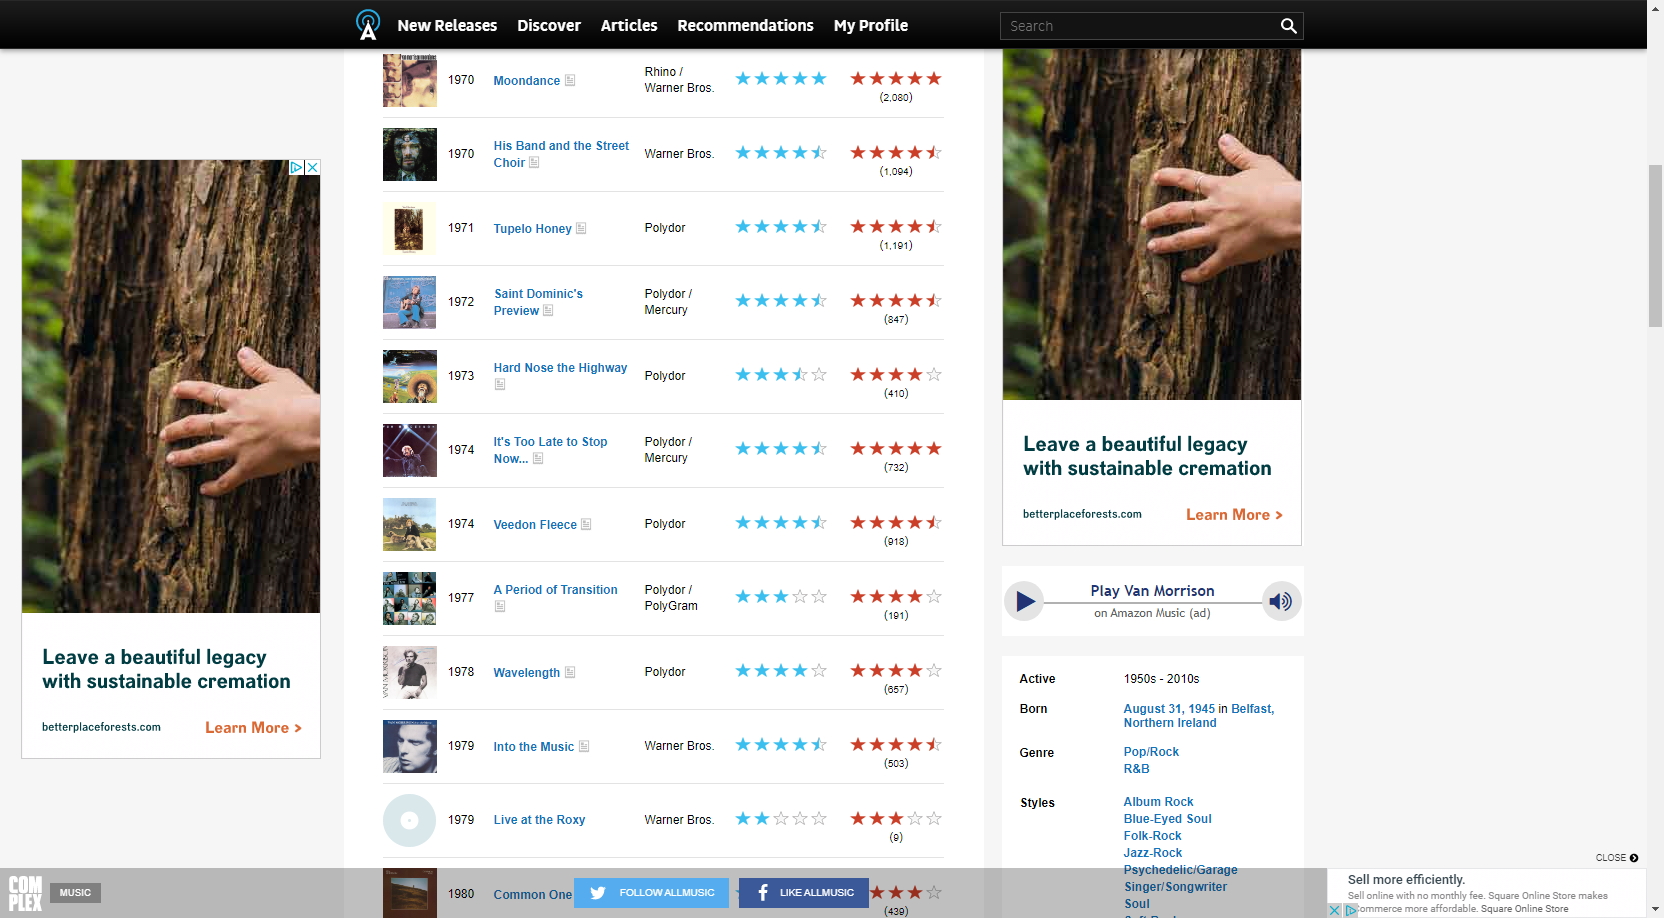 New Releases
Discover
Articles
Recommendations
My Profile
Search
1970
Moondance
Rhino /
Warner Bros.
(2,080)
1970
His Band and the Street
Choir
Warner Bros.
(1,094)
1971
Tupelo Honey
Polydor
(1,191)
1972
Saint Dominic's
Preview
Polydor /
Mercury
(847)
1973
Hard Nose the Highway
Polydor
(410)
1974
It's Too Late to Stop
Now...
Polydor /
Mercury
(732)
1974
Veedon Fleece
Polydor
(918)
1977
A Period of Transition
Polydor /
PolyGram
(191)
1978
Wavelength
Polydor
(657)
1979
Into the Music
Warner Bros.
(503)
1979
Live at the Roxy
Warner Bros.
(9)
1980
Common One
(439)
Leave a beautiful legacy
with sustainable cremation
betterplaceforests.com
Learn More >
Leave a beautiful legacy
with sustainable cremation
betterplaceforests.com
Learn More >
Play Van Morrison
on Amazon Music (ad)
Active
1950s - 2010s
Born
August 31, 1945 in Belfast,
Northern Ireland
Genre
Pop/Rock
R&B
Styles
Album Rock
Blue-Eyed Soul
Folk-Rock
Jazz-Rock
Psychedelic/Garage
Singer/Songwriter
Soul
COM
PLEX
MUSIC
FOLLOW ALLMUSIC
LIKE ALLMUSIC
CLOSE
Sell more efficiently.
Sell online with no monthly fee. Square Online Store makes
commerce more affordable. Square Online Store